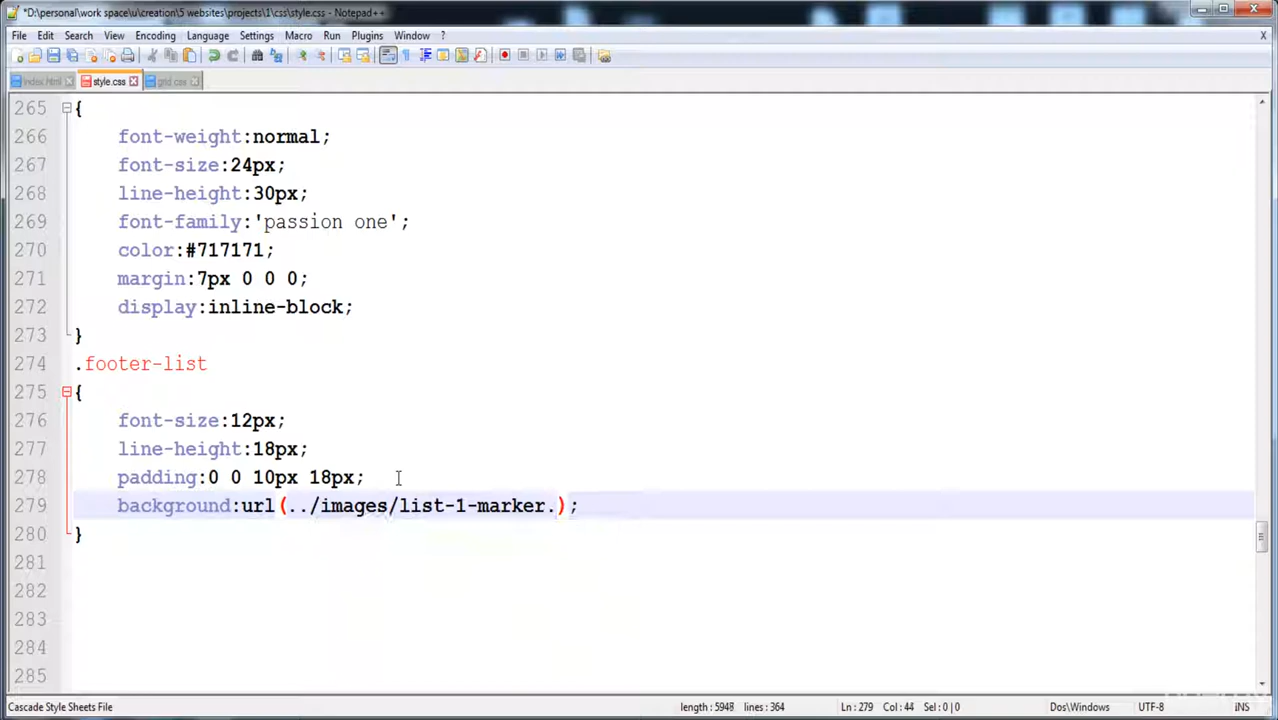 *D:\personal\work space\u\creation\5 websites\projects\1\css\style.css - Notepad++
File Edit Search View Encoding Language Settings Macro Run Plugins Window ? X
index.html style.css grid.css
265 {
266 font-weight:normal;
267 font-size:24px;
268 line-height:30px;
269 font-family:'passion one';
270 color:#717171;
271 margin:7px 0 0 0;
272 display:inline-block;
273 }
274 .footer-list
275 {
276 font-size:12px;
277 line-height:18px;
278 padding:0 0 10px 18px;
279 background:url(../images/list-1-marker.);
280 }
281
282
283
284
285
Cascade Style Sheets File length : 5948 lines : 364 Ln : 279 Col : 44 Sel : 0 | 0 Dos\Windows UTF-8 INS